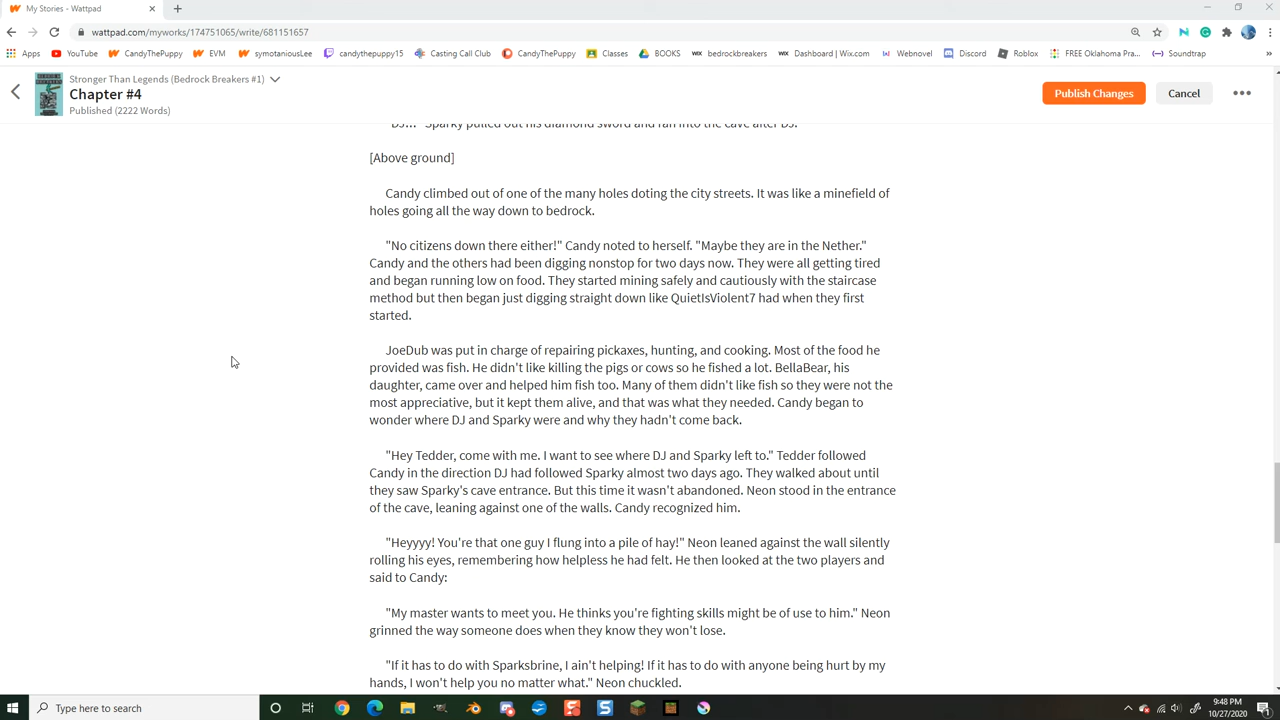 My Stories - Wattpad
wattpad.com/myworks/174751065/write/681151657
Apps YouTube CandyThePuppy EVM symotaniousLee candythepuppy15 Casting Call Club CandyThePuppy Classes BOOKS bedrockbreakers Dashboard | Wix.com Webnovel Discord Roblox FREE Oklahoma Pra... Soundtrap
Stronger Than Legends (Bedrock Breakers #1)
Chapter #4
Published (2222 Words)
Publish Changes Cancel
"DJ..." Sparky pulled out his diamond sword and ran into the cave after DJ.
[Above ground]
Candy climbed out of one of the many holes doting the city streets. It was like a minefield of
holes going all the way down to bedrock.
"No citizens down there either!" Candy noted to herself. "Maybe they are in the Nether."
Candy and the others had been digging nonstop for two days now. They were all getting tired
and began running low on food. They started mining safely and cautiously with the staircase
method but then began just digging straight down like QuietIsViolent7 had when they first
started.
JoeDub was put in charge of repairing pickaxes, hunting, and cooking. Most of the food he
provided was fish. He didn't like killing the pigs or cows so he fished a lot. BellaBear, his
daughter, came over and helped him fish too. Many of them didn't like fish so they were not the
most appreciative, but it kept them alive, and that was what they needed. Candy began to
wonder where DJ and Sparky were and why they hadn't come back.
"Hey Tedder, come with me. I want to see where DJ and Sparky left to." Tedder followed
Candy in the direction DJ had followed Sparky almost two days ago. They walked about until
they saw Sparky's cave entrance. But this time it wasn't abandoned. Neon stood in the entrance
of the cave, leaning against one of the walls. Candy recognized him.
"Heyyyy! You're that one guy I flung into a pile of hay!" Neon leaned against the wall silently
rolling his eyes, remembering how helpless he had felt. He then looked at the two players and
said to Candy:
"My master wants to meet you. He thinks you're fighting skills might be of use to him." Neon
grinned the way someone does when they know they won't lose.
"If it has to do with Sparksbrine, I ain't helping! If it has to do with anyone being hurt by my
hands, I won't help you no matter what." Neon chuckled.
Type here to search
9:48 PM
10/27/2020